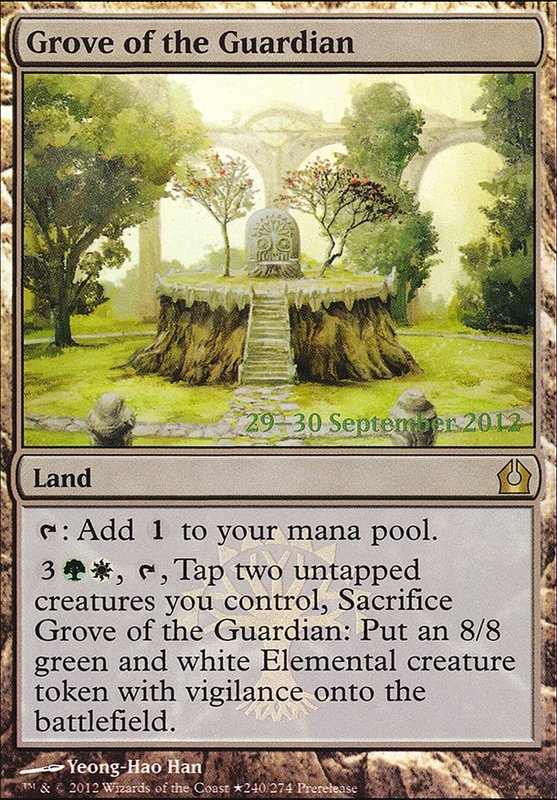 Grove of the Guardian
29–30 September 2012
Land
: Add 1 to your mana pool.
3 , , Tap two untapped
creatures you control, Sacrifice
Grove of the Guardian: Put an 8/8
green and white Elemental creature
token with vigilance onto the
battlefield.
Yeong-Hao Han
™ & © 2012 Wizards of the Coast ★240/274 Prerelease